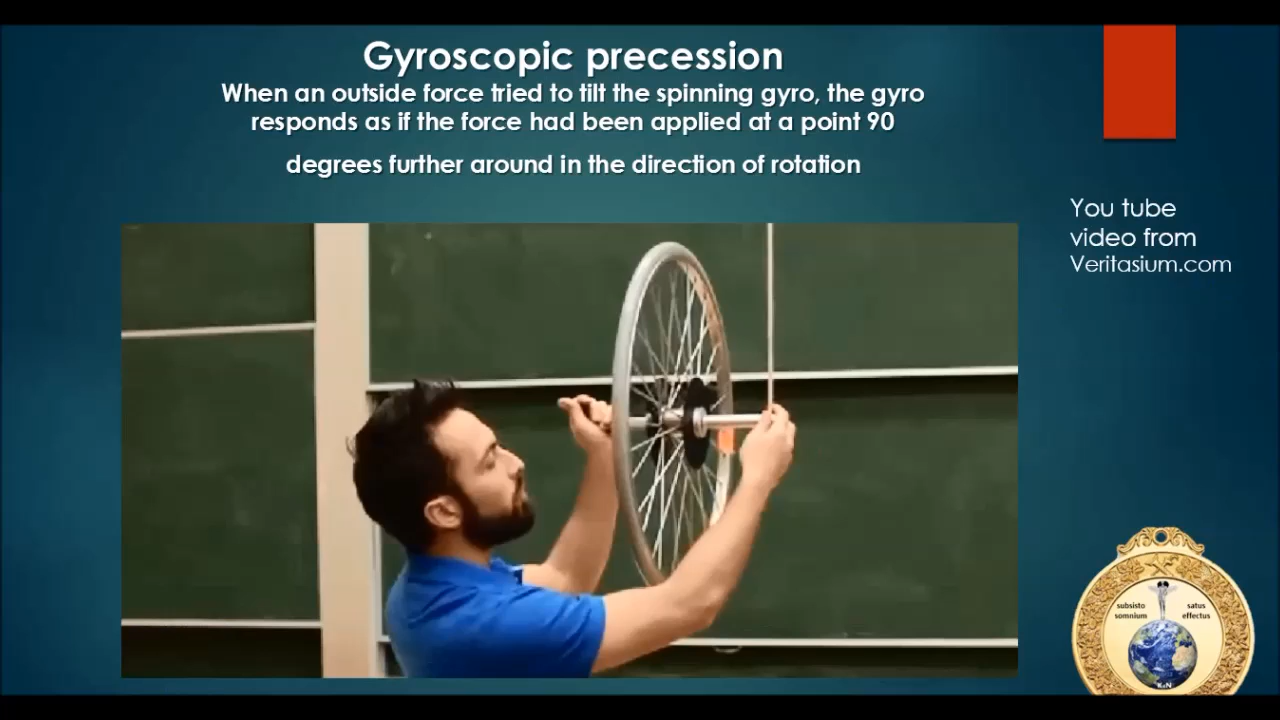 Gyroscopic precession
When an outside force tried to tilt the spinning gyro, the gyro
responds as if the force had been applied at a point 90
degrees further around in the direction of rotation
You tube
video from
Veritasium.com
subsisto satus
somnium effectus